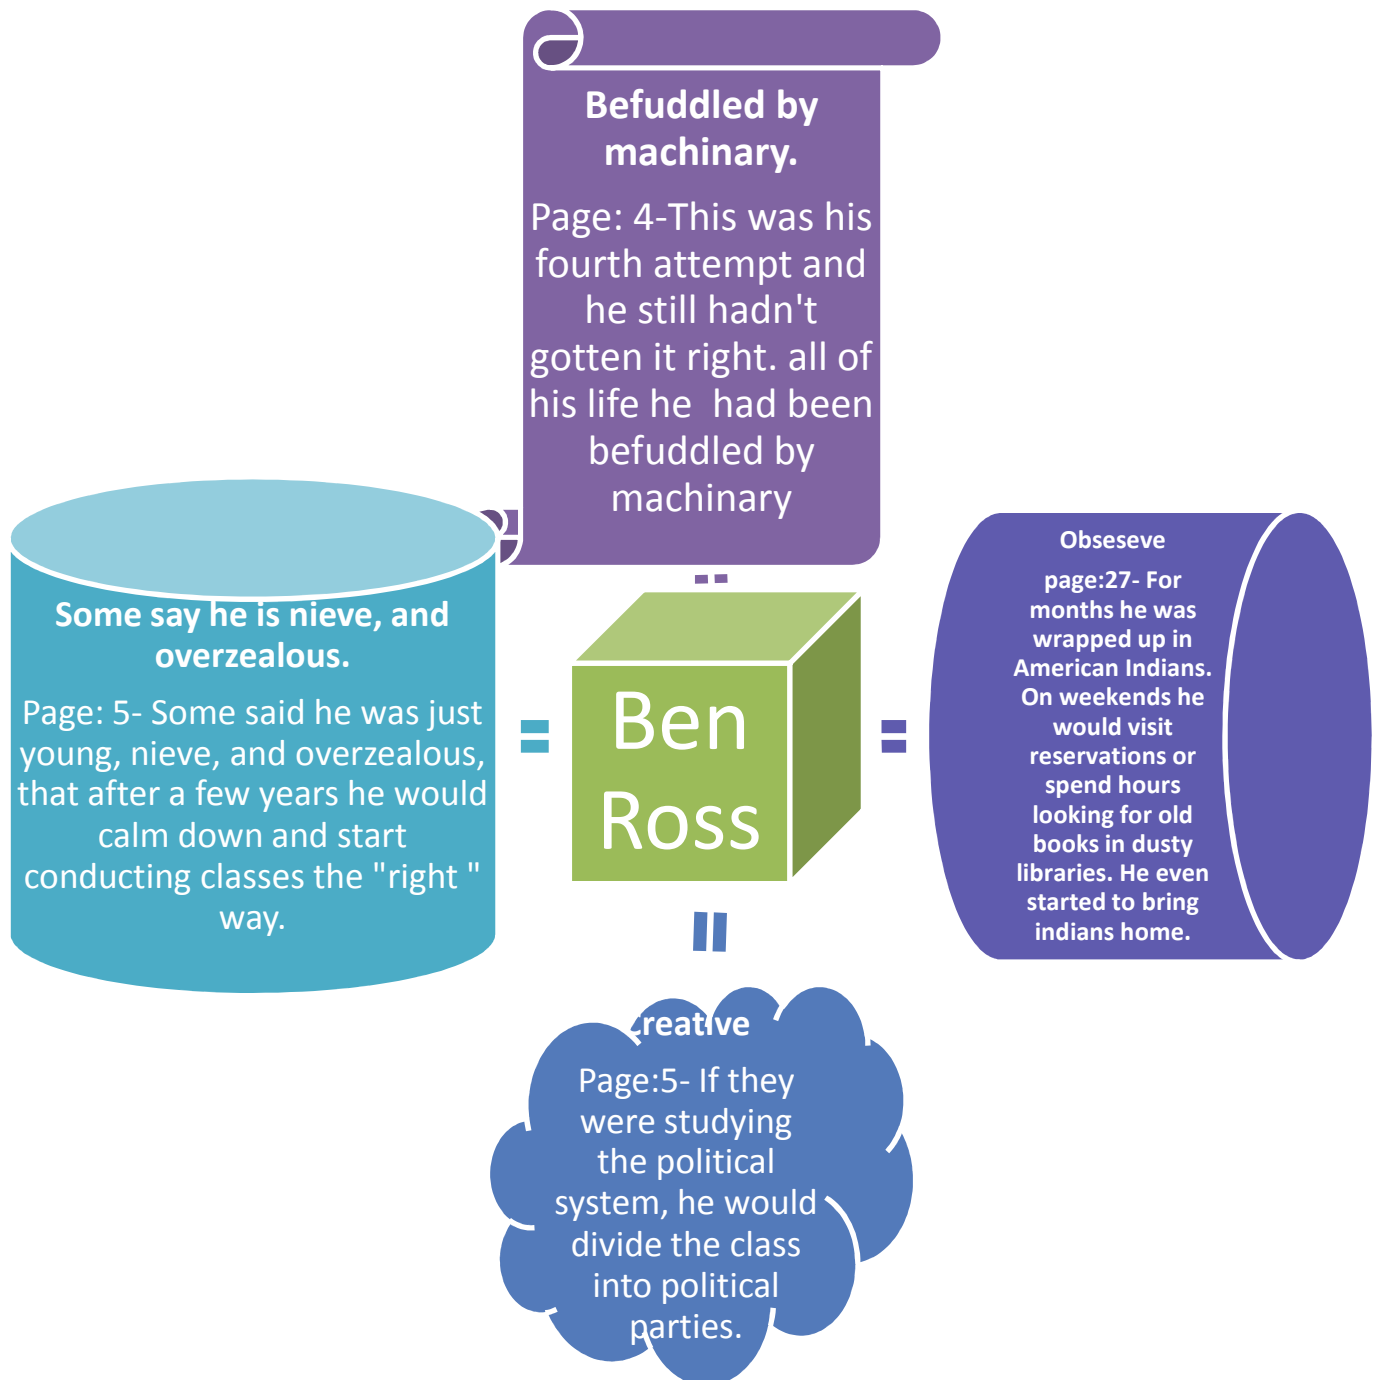 Befuddled by
machinary.
Page: 4-This was his
fourth attempt and
he still hadn't
gotten it right. all of
his life he  had been
befuddled by
machinary
Some say he is nieve, and
overzealous.
Page: 5- Some said he was just
young, nieve, and overzealous,
that after a few years he would
calm down and start
conducting classes the "right "
way.
Ben
Ross
Obseseve
page:27- For
months he was
wrapped up in
American Indians.
On weekends he
would visit
reservations or
spend hours
looking for old
books in dusty
libraries. He even
started to bring
indians home.
Creative
Page:5- If they
were studying
the political
system, he would
divide the class
into political
parties.